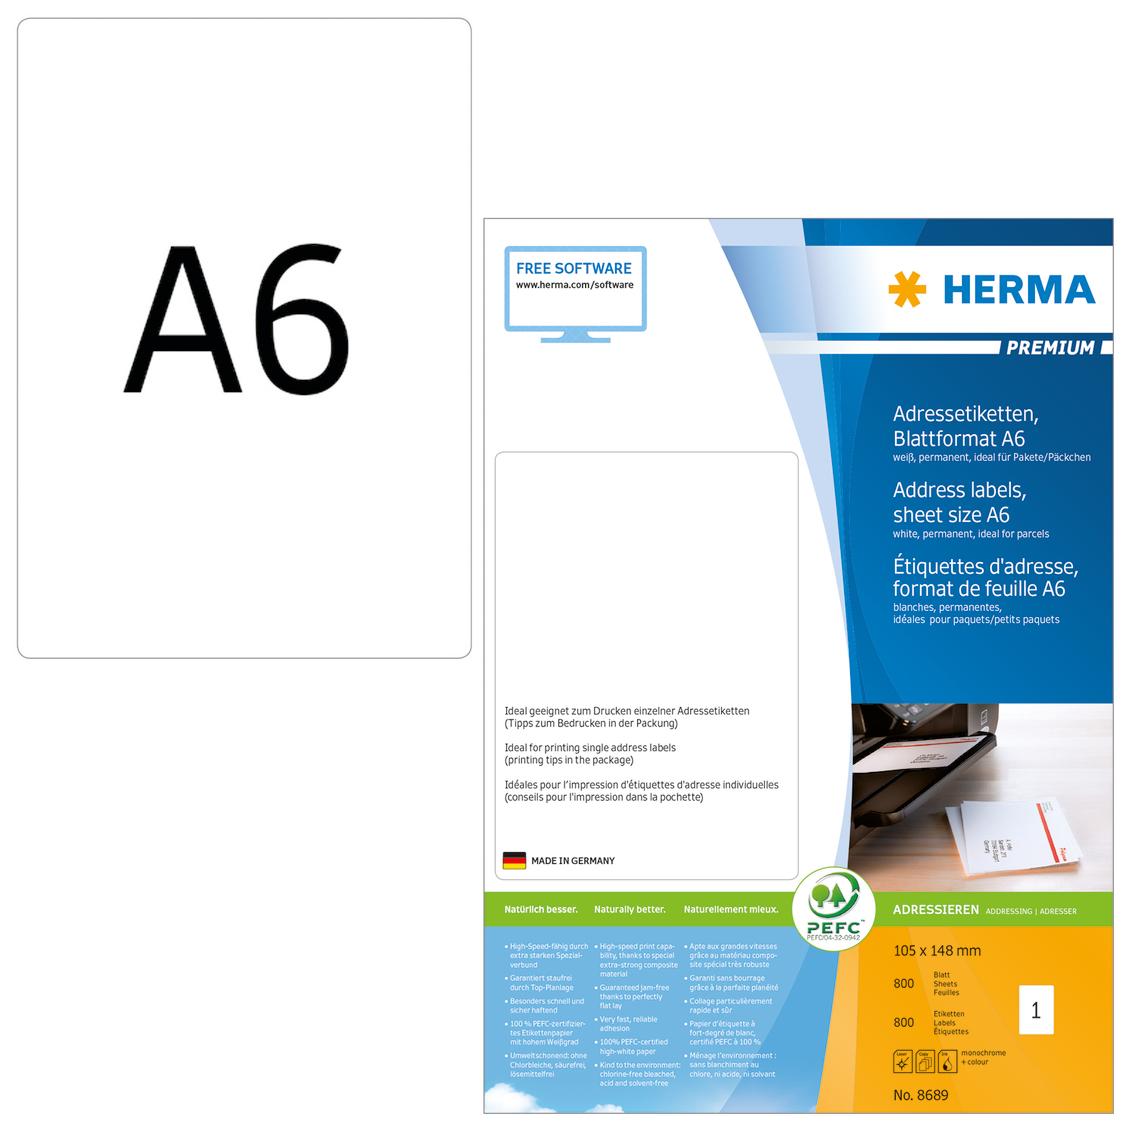 A6
FREE SOFTWARE
www.herma.com/software
HERMA
PREMIUM
Adressetiketten,
Blattformat A6
weiß, permanent, ideal für Pakete/Päckchen
Address labels,
sheet size A6
white, permanent, ideal for parcels
Étiquettes d'adresse,
format de feuille A6
blanches, permanentes,
idéales pour paquets/petits paquets
Ideal geeignet zum Drucken einzelner Adressetiketten
(Tipps zum Bedrucken in der Packung)
Ideal for printing single address labels
(printing tips in the package)
Idéales pour l'impression d'étiquettes d'adresse individuelles
(conseils pour l'impression dans la pochette)
MADE IN GERMANY
PEFC™
PEFC/04-32-0942
Natürlich besser.
• High-Speed-fähig durch
extra starken Spezial-
verbund
• Garantiert staufrei
durch Top-Planlage
• Besonders schnell und
sicher haftend
• 100 % PEFC-zertifizier-
tes Etikettenpapier
mit hohem Weißgrad
• Umweltschonend: ohne
Chlorbleiche, säurefrei,
lösemittelfrei
Naturally better.
• High-speed print capa-
bility, thanks to special
extra-strong composite
material
• Guaranteed jam-free
thanks to perfectly
flat lay
• Very fast, reliable
adhesion
• 100% PEFC-certified
high-white paper
• Kind to the environment:
chlorine-free bleached,
acid and solvent-free
Naturellement mieux.
• Apte aux grandes vitesses
grâce au matériau compo-
site spécial très robuste
• Garanti sans bourrage
grâce à la parfaite planéité
• Collage particulièrement
rapide et sûr
• Papier d'étiquette à
fort-degré de blanc,
certifié PEFC à 100 %
• Ménage l'environnement :
sans blanchiment au
chlore, ni acide, ni solvant
ADRESSIEREN ADDRESSING | ADRESSER
105 x 148 mm
800 Blatt
Sheets
Feuilles
800 Etiketten
Labels
Étiquettes
1
Laser Copy Ink
monochrome
+ colour
No. 8689